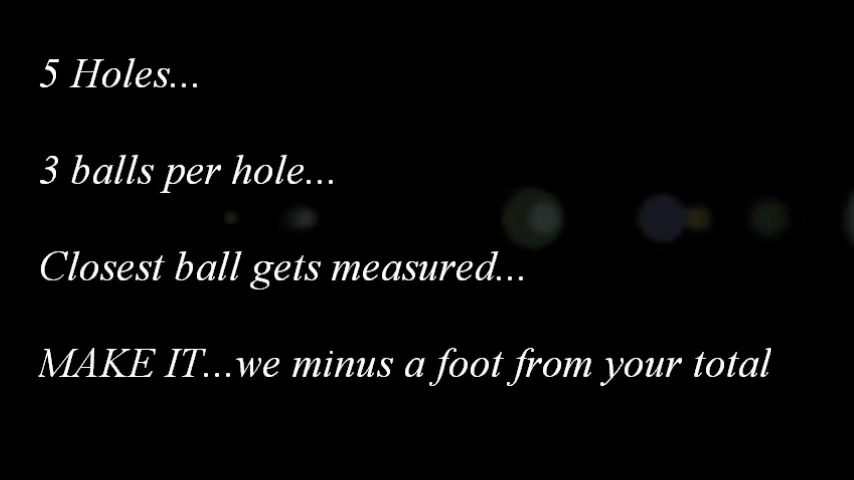 5 Holes...
3 balls per hole...
Closest ball gets measured...
MAKE IT...we minus a foot from your total